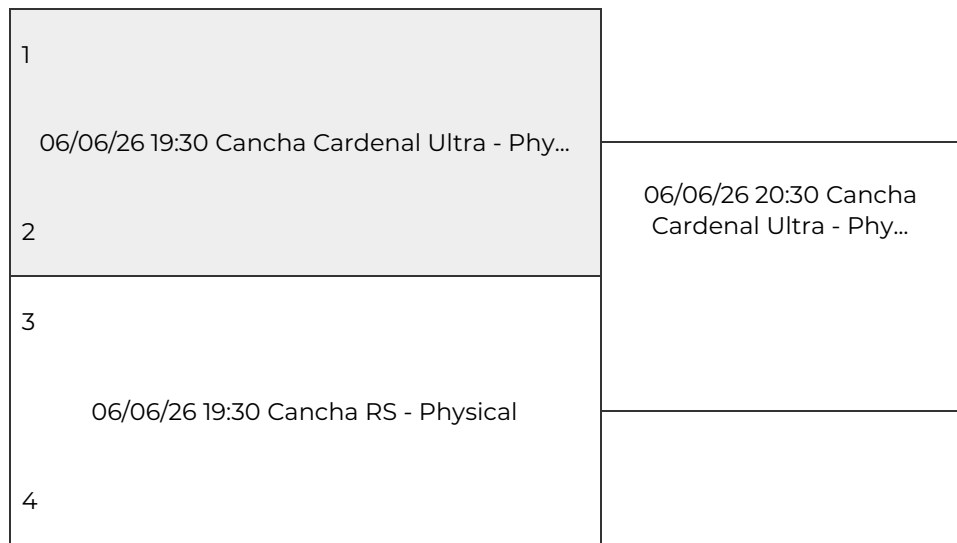 1
06/06/26 19:30 Cancha Cardenal Ultra - Phy...
2
06/06/26 20:30 Cancha
Cardenal Ultra - Phy...
3
06/06/26 19:30 Cancha RS - Physical
4